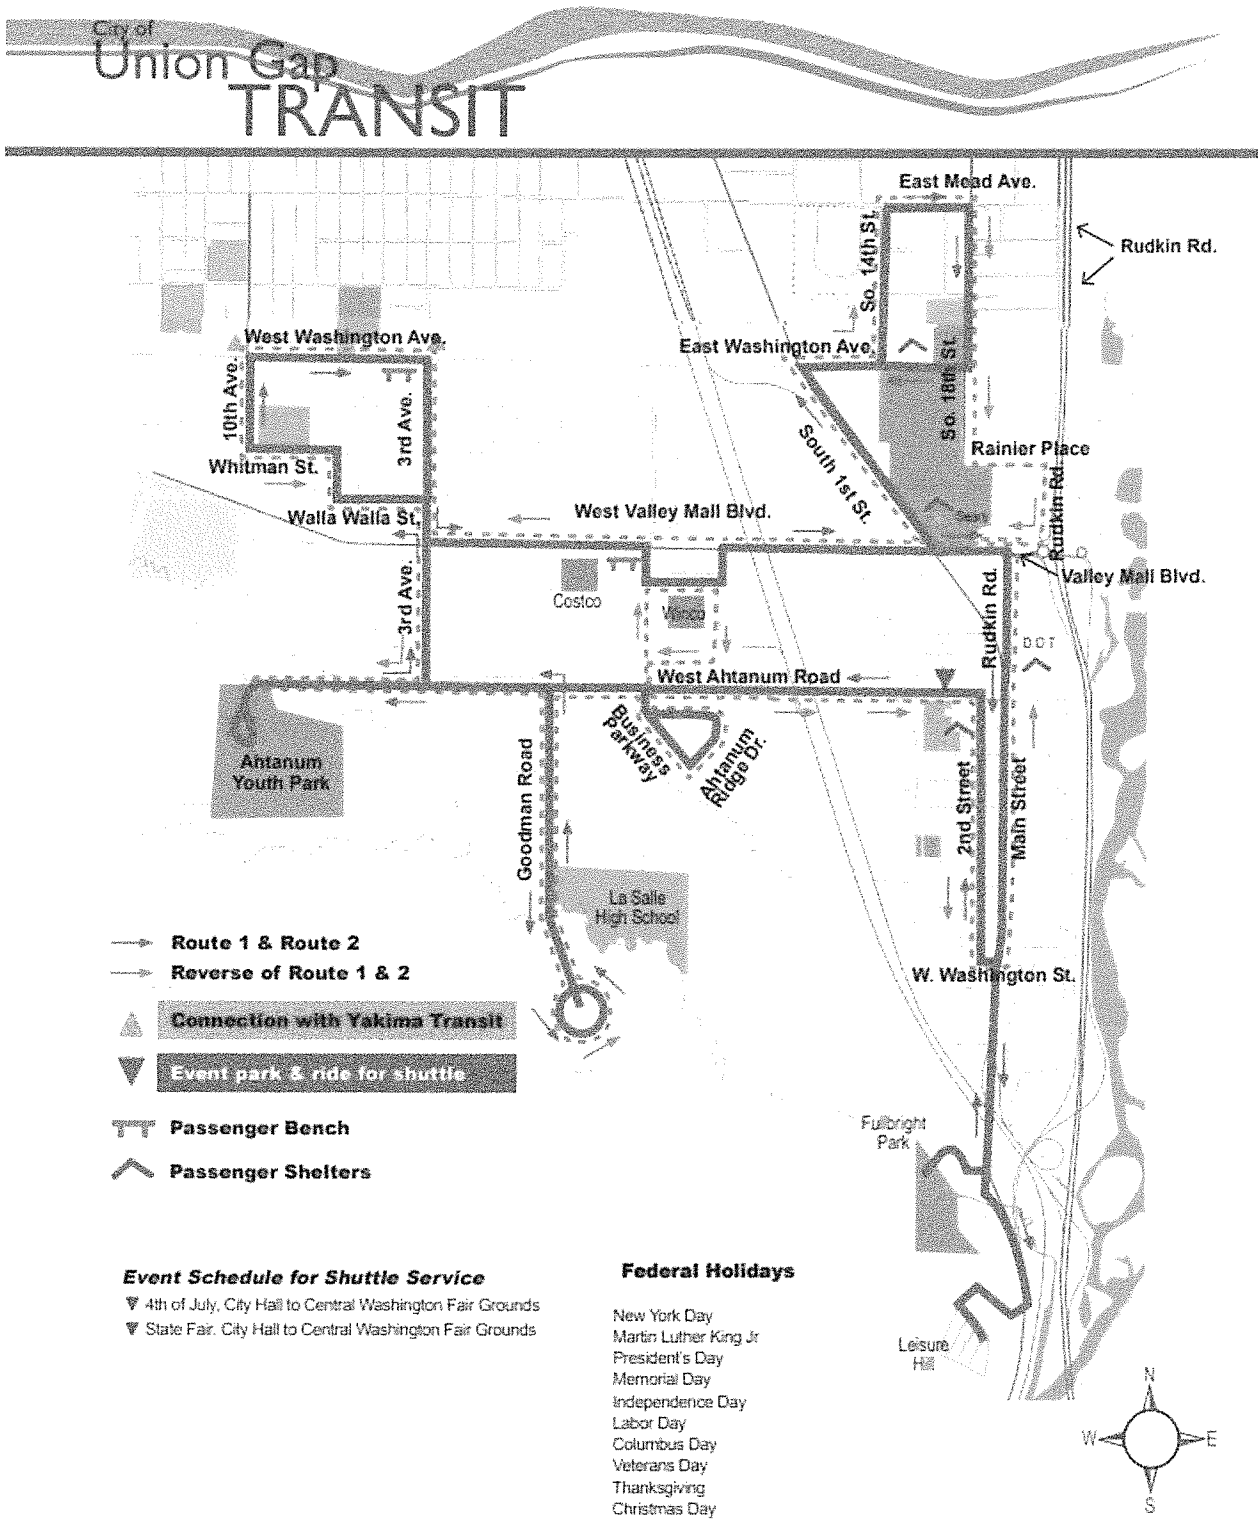 City of
Union Gap
TRANSIT
East Mead Ave.
Rudkin Rd.
So. 14th St.
West Washington Ave.
East Washington Ave.
10th Ave.
3rd Ave.
So. 18th St.
Rainier Place
Whitman St.
South 1st St.
Rudkin Rd.
Walla Walla St.
West Valley Mall Blvd.
Sears
Valley Mall Blvd.
Costco
Winco
3rd Ave.
Rudkin Rd.
DOT
West Ahtanum Road
Business
Parkway
Ahtanum
Ridge Dr.
Ahtanum
Youth Park
Goodman Road
2nd Street
Main Street
La Salle
High School
W. Washington St.
Route 1 & Route 2
Reverse of Route 1 & 2
Connection with Yakima Transit
Event park & ride for shuttle
Passenger Bench
Passenger Shelters
Fullbright
Park
Leisure
Hill
Event Schedule for Shuttle Service
4th of July, City Hall to Central Washington Fair Grounds
State Fair, City Hall to Central Washington Fair Grounds
Federal Holidays
New York Day
Martin Luther King Jr
President's Day
Memorial Day
Independence Day
Labor Day
Columbus Day
Veterans Day
Thanksgiving
Christmas Day
N
W
E
S